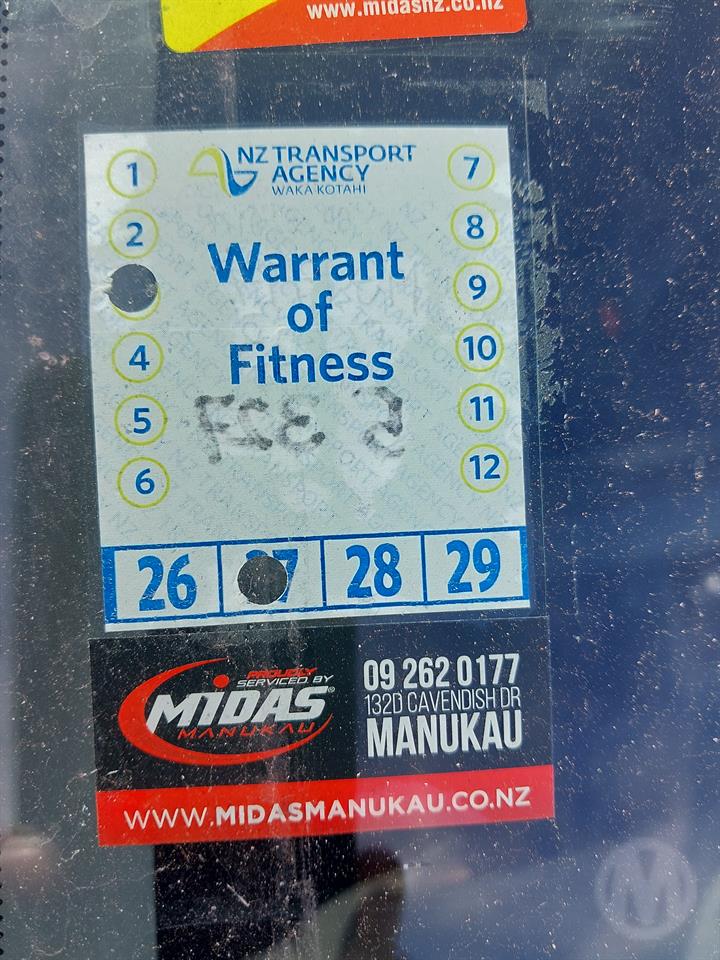 www.midasnz.co.nz
NZ TRANSPORT
AGENCY
WAKA KOTAHI
1
2
4
5
6
7
8
9
10
11
12
Warrant
of
Fitness
26
28
29
PROUDLY
SERVICED BY
MIDAS®
MANUKAU
09 262 0177
132D CAVENDISH DR
MANUKAU
WWW.MIDASMANUKAU.CO.NZ
M